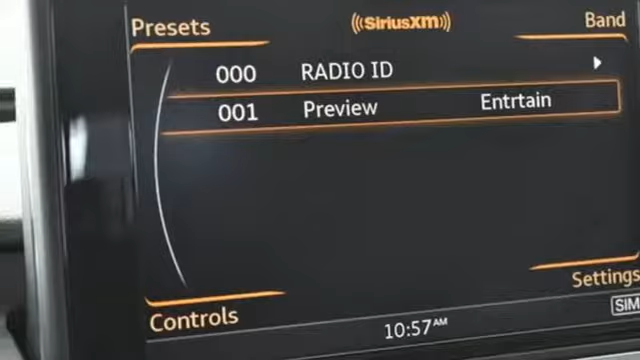 Presets
((SiriusXM))
Band
000 RADIO ID
001 Preview Entrtain
Settings
Controls
10:57AM
SIM